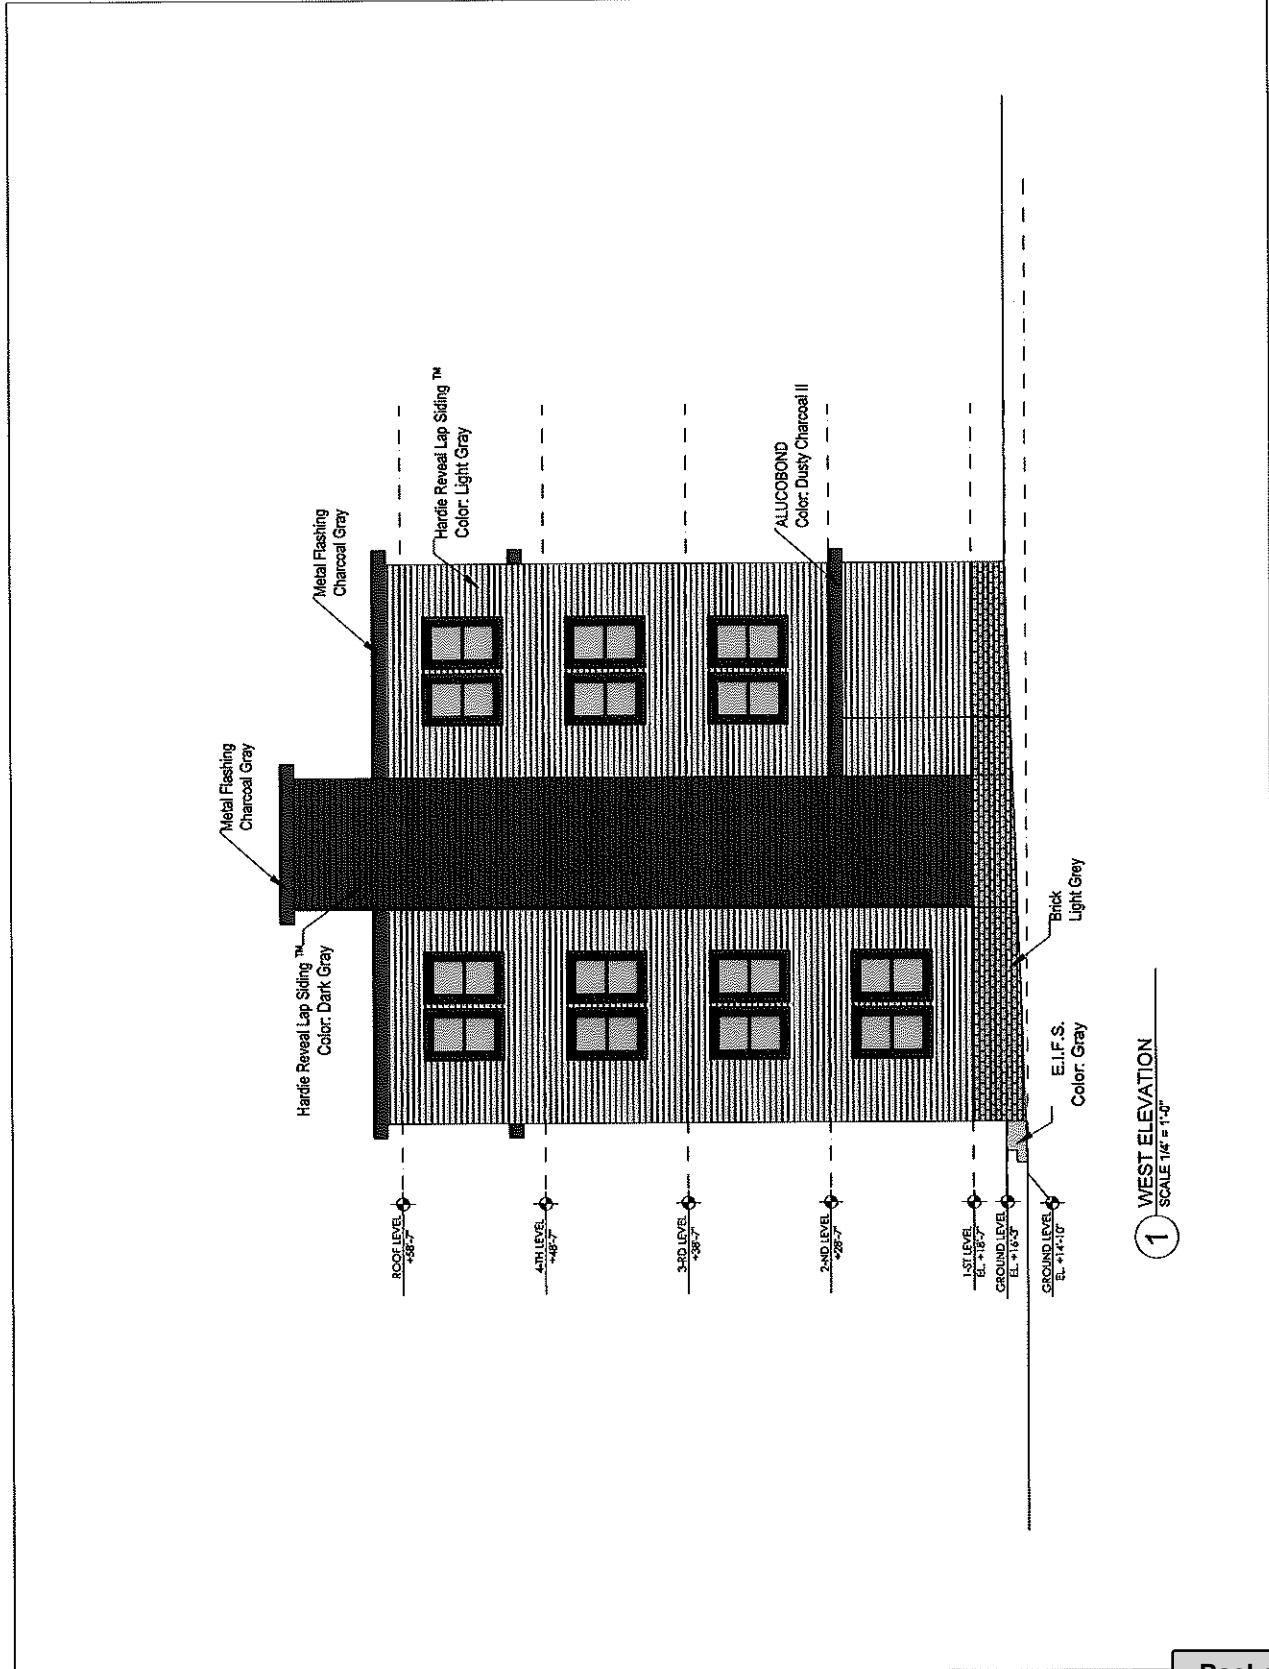 Metal Flashing
Charcoal Gray
Metal Flashing
Charcoal Gray
Hardie Reveal Lap Siding ™
Color: Dark Gray
Hardie Reveal Lap Siding ™
Color: Light Gray
ALUCOBOND
Color: Dusty Charcoal II
ROOF LEVEL
+58'-7"
4-TH LEVEL
+48'-7"
3-RD LEVEL
+38'-7"
2-ND LEVEL
+28'-7"
1-ST LEVEL
EL. +18'-7"
GROUND LEVEL
EL. +16'-3"
GROUND LEVEL
EL. +14'-10"
E.I.F.S.
Color: Gray
Brick
Light Grey
1
WEST ELEVATION
SCALE 1/4" = 1'-0"